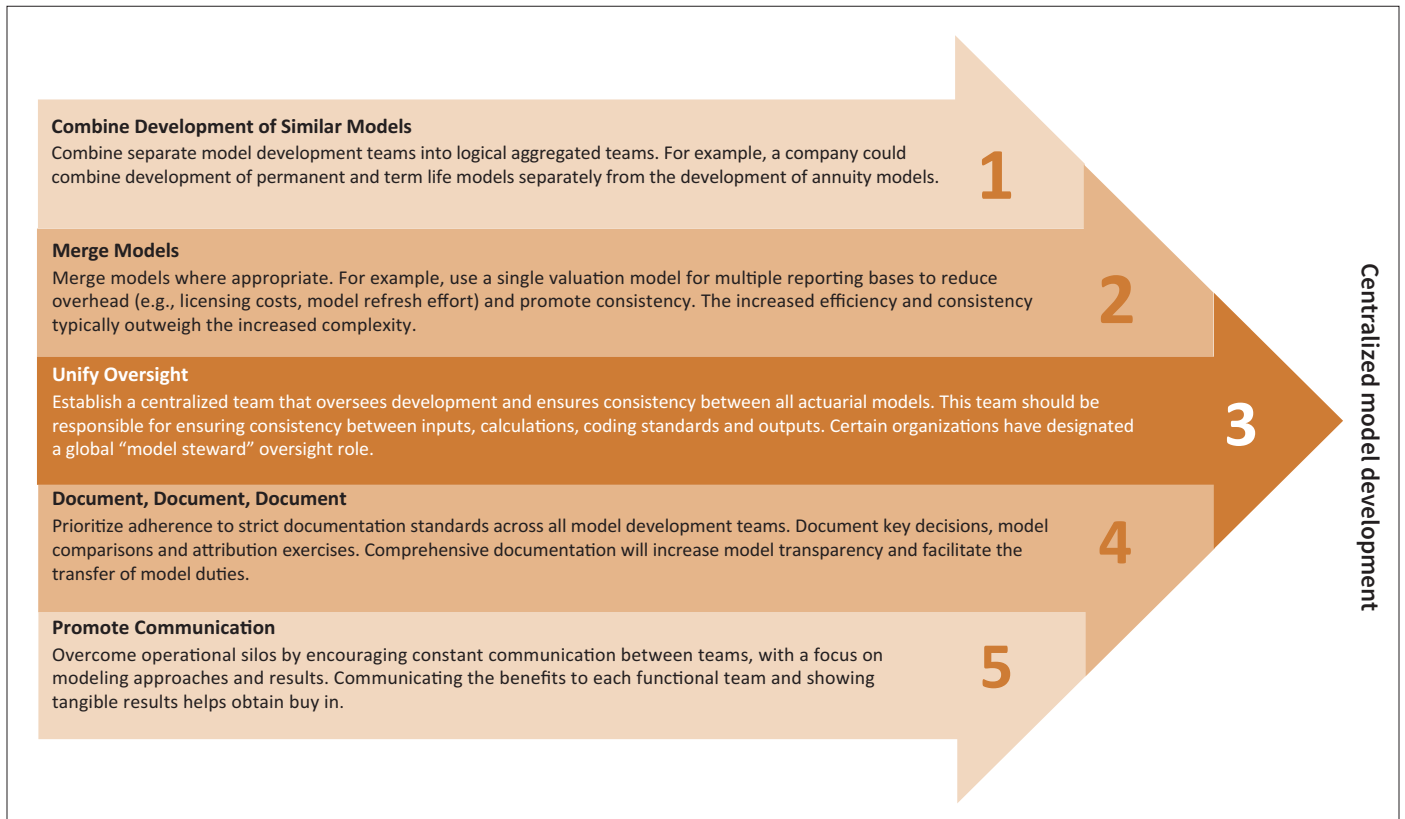 Combine Development of Similar Models
Combine separate model development teams into logical aggregated teams. For example, a company could
combine development of permanent and term life models separately from the development of annuity models.
1
Merge Models
Merge models where appropriate. For example, use a single valuation model for multiple reporting bases to reduce
overhead (e.g., licensing costs, model refresh effort) and promote consistency. The increased efficiency and consistency
typically outweigh the increased complexity.
2
Unify Oversight
Establish a centralized team that oversees development and ensures consistency between all actuarial models. This team should be
responsible for ensuring consistency between inputs, calculations, coding standards and outputs. Certain organizations have designated
a global “model steward” oversight role.
3
Document, Document, Document
Prioritize adherence to strict documentation standards across all model development teams. Document key decisions, model
comparisons and attribution exercises. Comprehensive documentation will increase model transparency and facilitate the
transfer of model duties.
4
Promote Communication
Overcome operational silos by encouraging constant communication between teams, with a focus on
modeling approaches and results. Communicating the benefits to each functional team and showing
tangible results helps obtain buy in.
5
Centralized model development